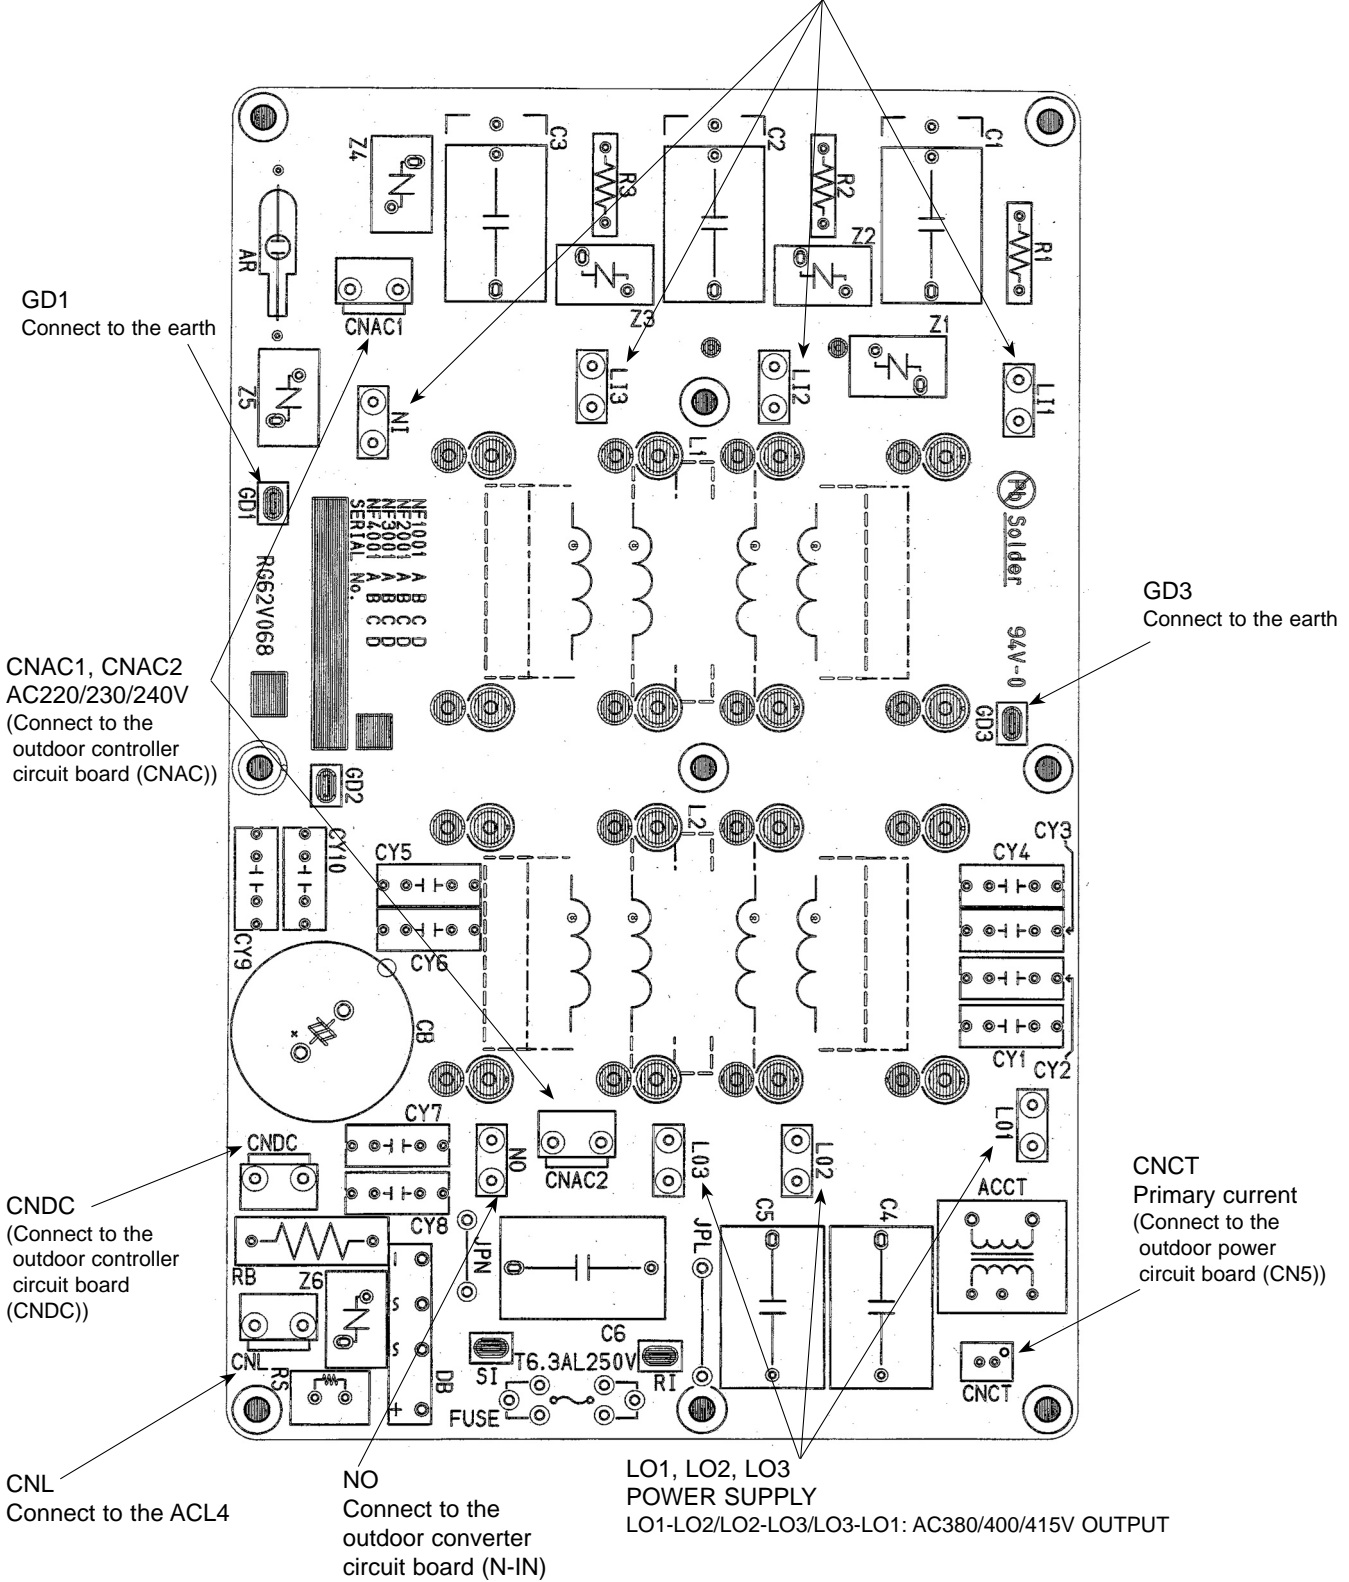 C3
C2
C1
Z4
R3
R2
R1
Z2
AR
Z3
Z1
CNAC1
GD1
Connect to the earth
Z5
NI
LI3
LI2
LI1
L1
GD1
NF1001 A B C D
NF2001 A B C D
NF3001 A B C D
NF4001 A B C D
SERIAL No.
RG62V068
Pb
Solder
94V-0
GD3
Connect to the earth
GD3
CNAC1, CNAC2
AC220/230/240V
(Connect to the
outdoor controller
circuit board (CNAC))
GD2
L2
CY10
CY9
CY5
CY6
CY3
CY4
CY1
CY2
CB
CY7
CY8
CNDC
NO
CNAC2
LO3
LO2
LO1
ACCT
CNCT
Primary current
(Connect to the
outdoor power
circuit board (CN5))
CNDC
(Connect to the
outdoor controller
circuit board
(CNDC))
RB
Z6
JPN
JPL
C5
C4
C6
CNL
RS
DB
- S S +
SI
T6.3AL250V
RI
FUSE
CNCT
CNL
Connect to the ACL4
NO
Connect to the
outdoor converter
circuit board (N-IN)
LO1, LO2, LO3
POWER SUPPLY
LO1-LO2/LO2-LO3/LO3-LO1: AC380/400/415V OUTPUT